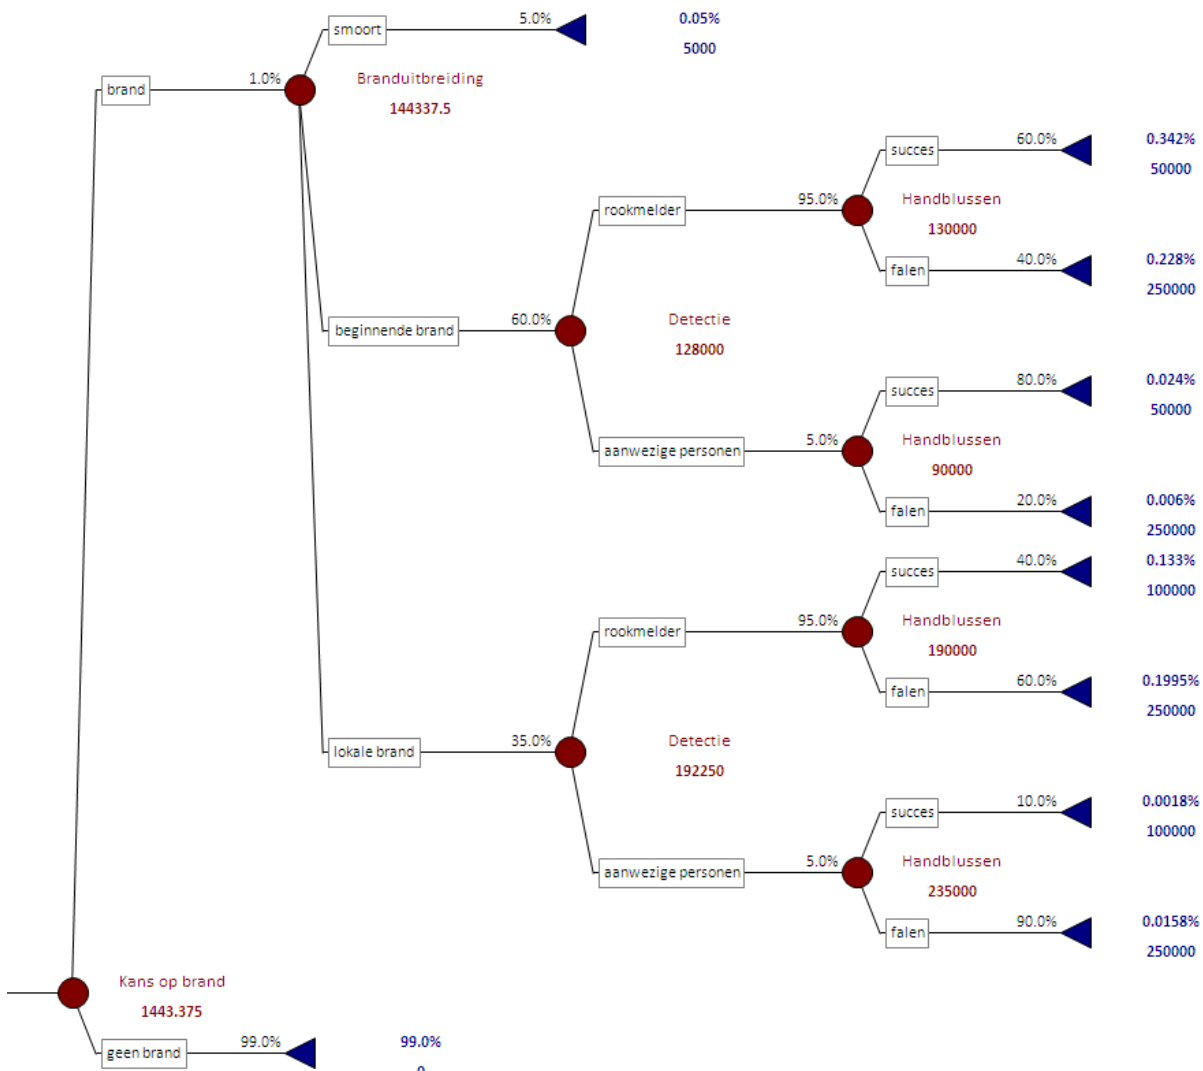 smoort
5.0%
0.05%
5000
brand
1.0%
Branduitbreiding
144337.5
succes
60.0%
0.342%
50000
rookmelder
95.0%
Handblussen
130000
falen
40.0%
0.228%
250000
beginnende brand
60.0%
Detectie
128000
succes
80.0%
0.024%
50000
aanwezige personen
5.0%
Handblussen
90000
falen
20.0%
0.006%
250000
succes
40.0%
0.133%
100000
rookmelder
95.0%
Handblussen
190000
falen
60.0%
0.1995%
250000
lokale brand
35.0%
Detectie
192250
succes
10.0%
0.0018%
100000
aanwezige personen
5.0%
Handblussen
235000
falen
90.0%
0.0158%
250000
Kans op brand
1443.375
geen brand
99.0%
99.0%